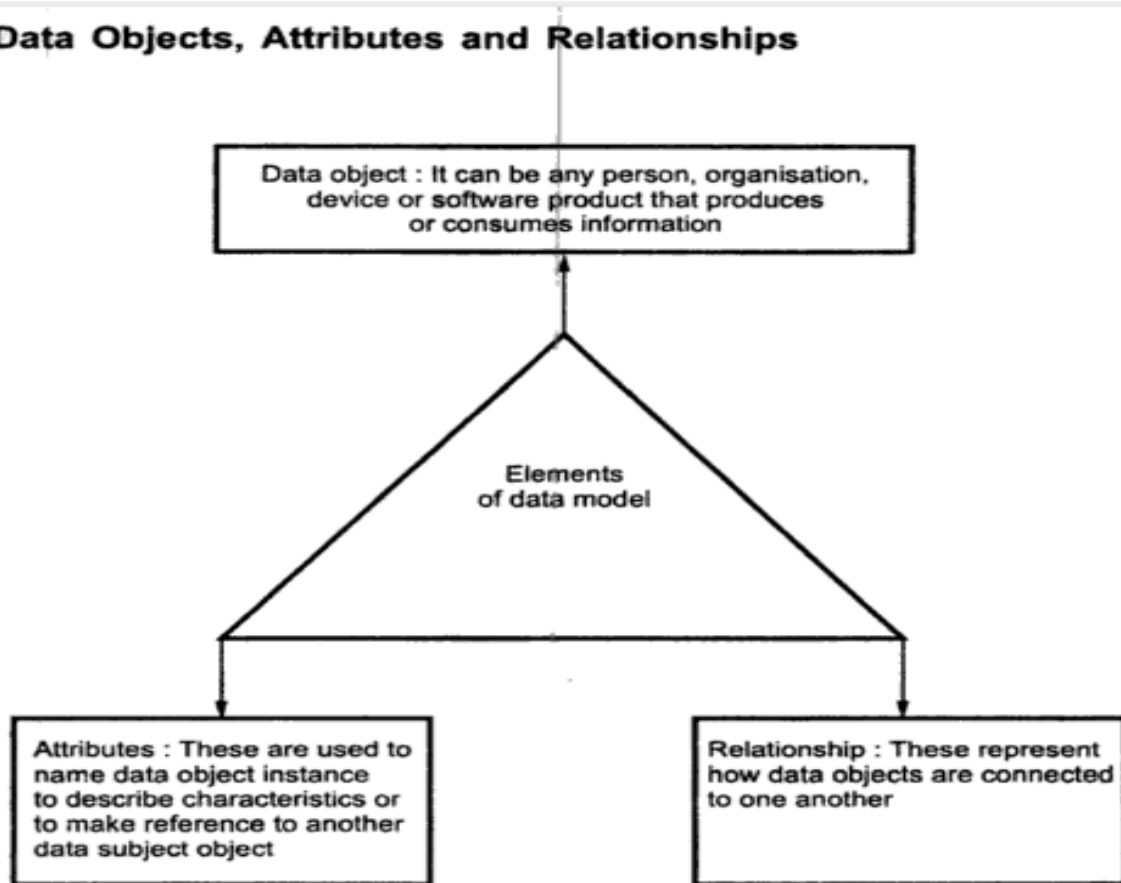 Data Objects, Attributes and Relationships
Data object : It can be any person, organisation,
device or software product that produces
or consumes information
Elements
of data model
Attributes : These are used to
name data object instance
to describe characteristics or
to make reference to another
data subject object
Relationship : These represent
how data objects are connected
to one another